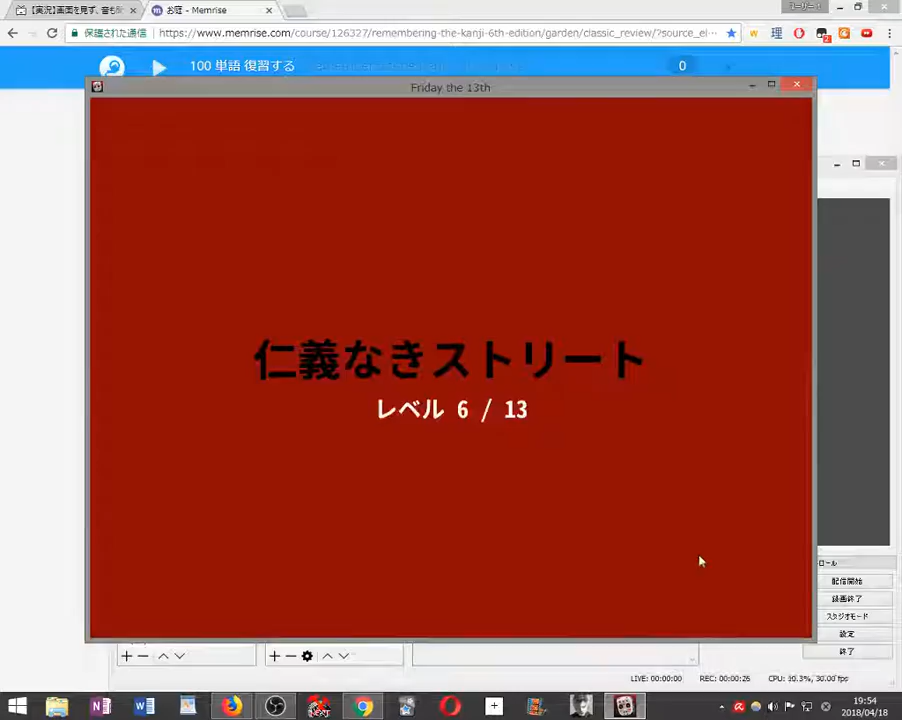 【実況】画面を見ず、音も
お庭 - Memrise
保護された通信
https://www.memrise.com/course/126327/remembering-the-kanji-6th-edition/garden/classic_review/?source_el...
100 単語 復習する
0
Friday the 13th
仁義なきストリート
レベル 6 / 13
配信開始
録画終了
スタジオモード
設定
終了
LIVE: 00:00:00
REC: 00:00:26
30.00 fps
19:54
2018/04/18